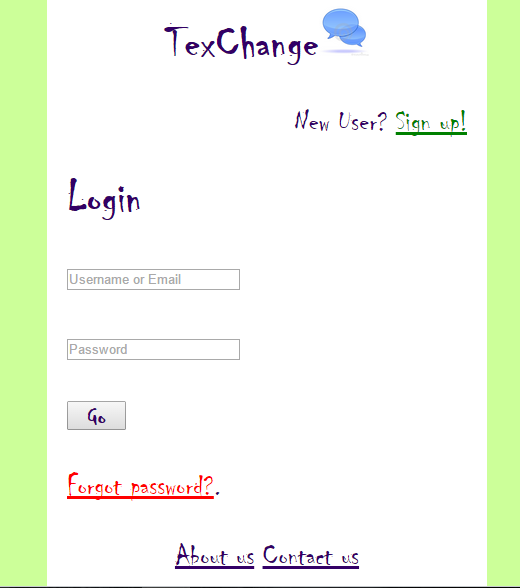 TexChange
New User? Sign up!
Login
Username or Email
Password
Go
Forgot password?.
About us Contact us